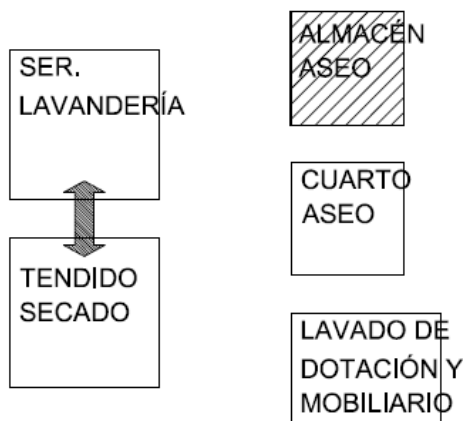 SER.
LAVANDERÍA
TENDIDO
SECADO
ALMACÉN
ASEO
CUARTO
ASEO
LAVADO DE
DOTACIÓN Y
MOBILIARIO